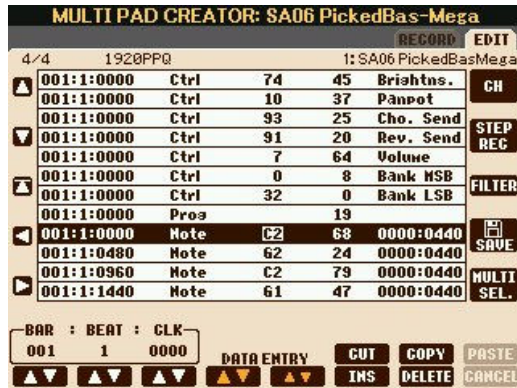 MULTI PAD CREATOR: SA06 PickedBas-Mega
RECORD EDIT
4/4 1920PPQ 1: SA06 PickedBasMega
001:1:0000 Ctrl 74 45 Brightns.
001:1:0000 Ctrl 10 37 Panpot
001:1:0000 Ctrl 93 25 Cho. Send
001:1:0000 Ctrl 91 20 Rev. Send
001:1:0000 Ctrl 7 64 Volume
001:1:0000 Ctrl 0 8 Bank MSB
001:1:0000 Ctrl 32 0 Bank LSB
001:1:0000 Prog 19
001:1:0000 Note C2 68 0000:0440
001:1:0480 Note G2 24 0000:0440
001:1:0960 Note C2 79 0000:0440
001:1:1440 Note G1 47 0000:0440
CH
STEP REC
FILTER
SAVE
MULTI SEL.
BAR : BEAT : CLK
001 1 0000
DATA ENTRY
CUT COPY PASTE
INS DELETE CANCEL